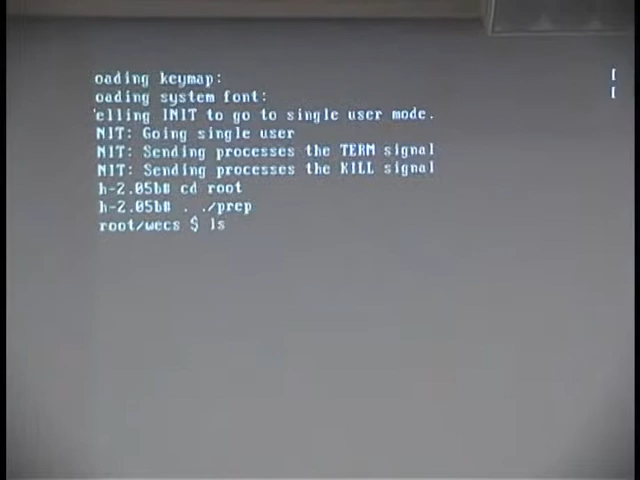 oading keymap: [
oading system font: [
elling INIT to go to single user mode.
NIT: Going single user
NIT: Sending processes the TERM signal
NIT: Sending processes the KILL signal
h-2.05b# cd root
h-2.05b# . ./prep
root/wecs $ ls